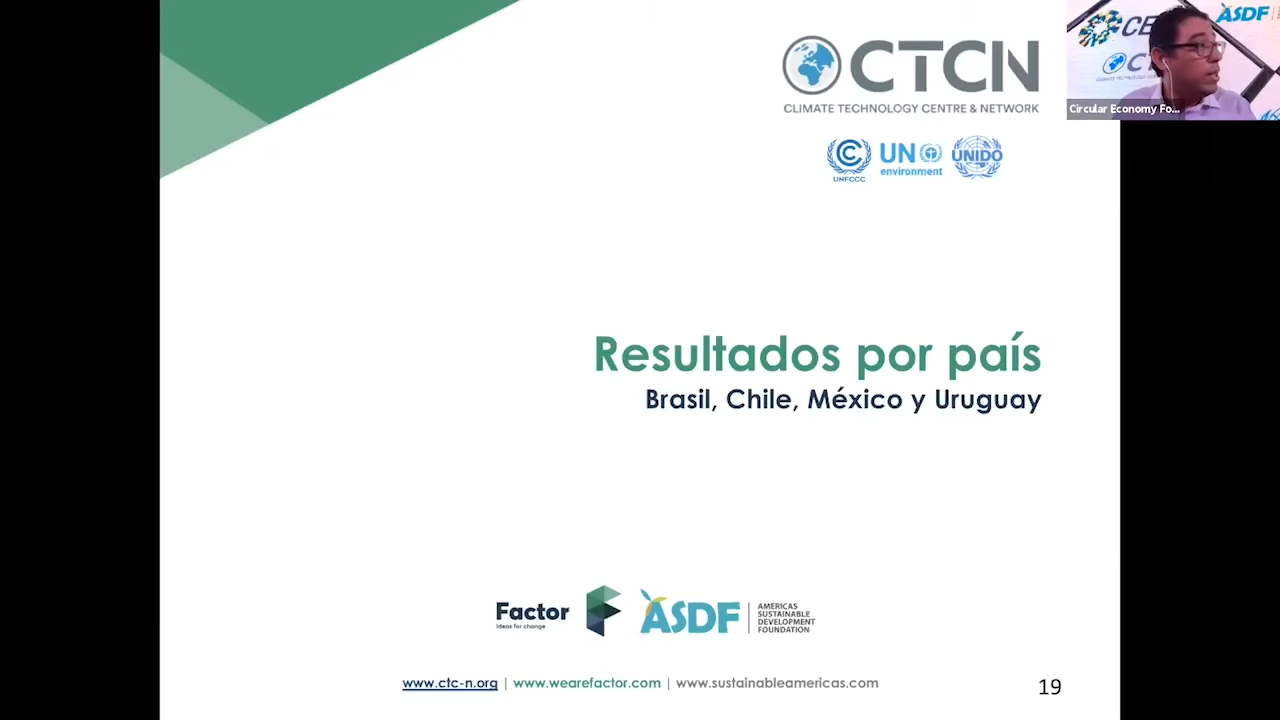 CTCN
CLIMATE TECHNOLOGY CENTRE & NETWORK
UNFCCC
UN
environment
UNIDO
ASDF
Circular Economy Fo...
Resultados por país
Brasil, Chile, México y Uruguay
Factor
Ideas for change
ASDF
AMERICAS
SUSTAINABLE
DEVELOPMENT
FOUNDATION
www.ctc-n.org | www.wearefactor.com | www.sustainableamericas.com
19